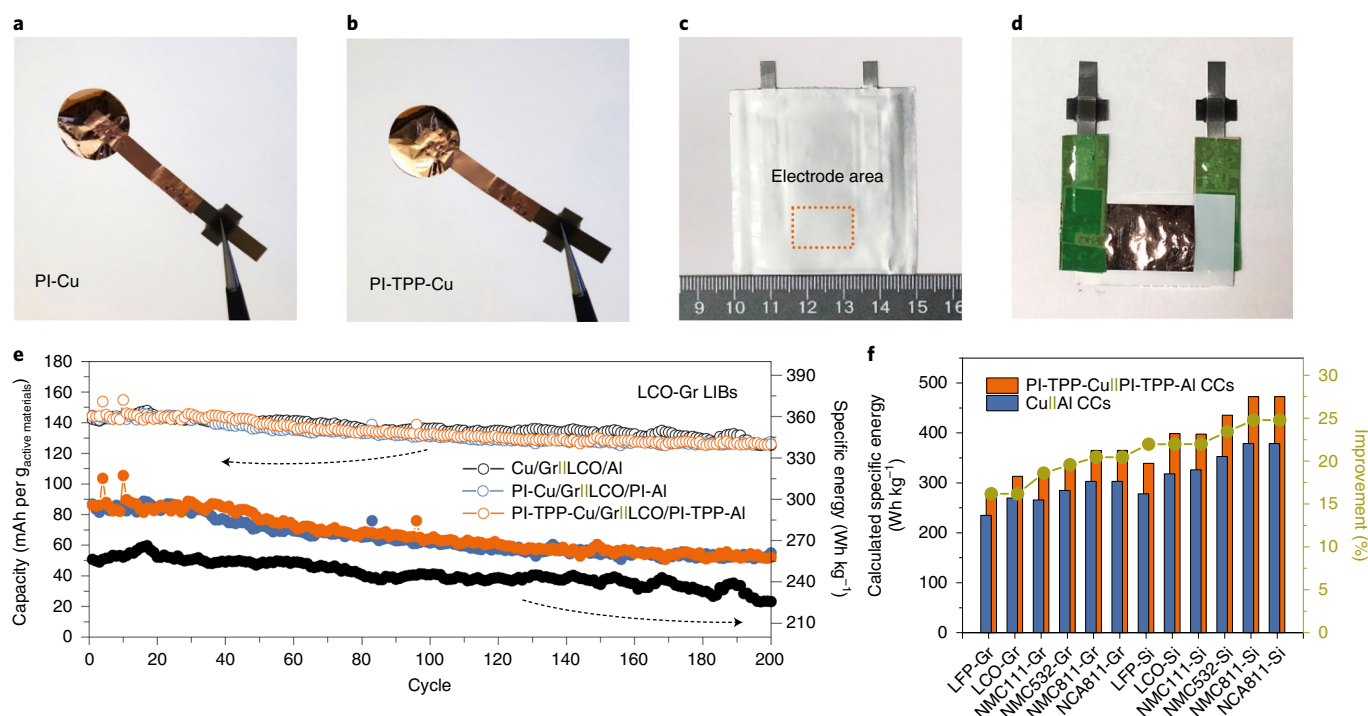 a
b
c
d
PI-Cu
PI-TPP-Cu
Electrode area
9 10 11 12 13 14 15 16
e
180
160
140
120
100
80
60
40
20
0
Capacity (mAh per g active materials)
0 20 40 60 80 100 120 140 160 180 200
Cycle
390
360
330
300
270
240
210
Specific energy (Wh kg⁻¹)
LCO-Gr LIBs
Cu/Gr||LCO/Al
PI-Cu/Gr||LCO/PI-Al
PI-TPP-Cu/Gr||LCO/PI-TPP-Al
f
500
400
300
200
100
0
Calculated specific energy
(Wh kg⁻¹)
PI-TPP-Cu||PI-TPP-Al CCs
Cu||Al CCs
30
25
20
15
10
5
0
Improvement (%)
LFP-Gr
LCO-Gr
NMC111-Gr
NMC532-Gr
NMC811-Gr
NCA811-Gr
LFP-Si
LCO-Si
NMC111-Si
NMC532-Si
NMC811-Si
NCA811-Si